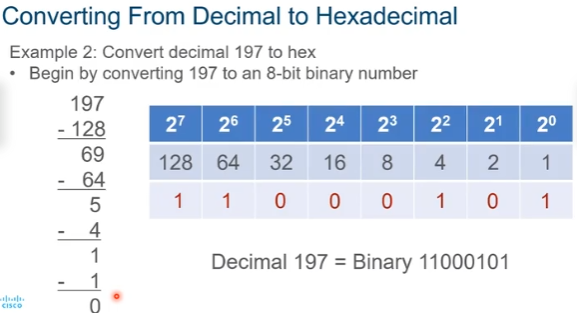 Converting From Decimal to Hexadecimal
Example 2: Convert decimal 197 to hex
• Begin by converting 197 to an 8-bit binary number
197
- 128
69
- 64
5
- 4
1
- 1
0
2⁷ 2⁶ 2⁵ 2⁴ 2³ 2² 2¹ 2⁰
128 64 32 16 8 4 2 1
1 1 0 0 0 1 0 1
Decimal 197 = Binary 11000101
CISCO